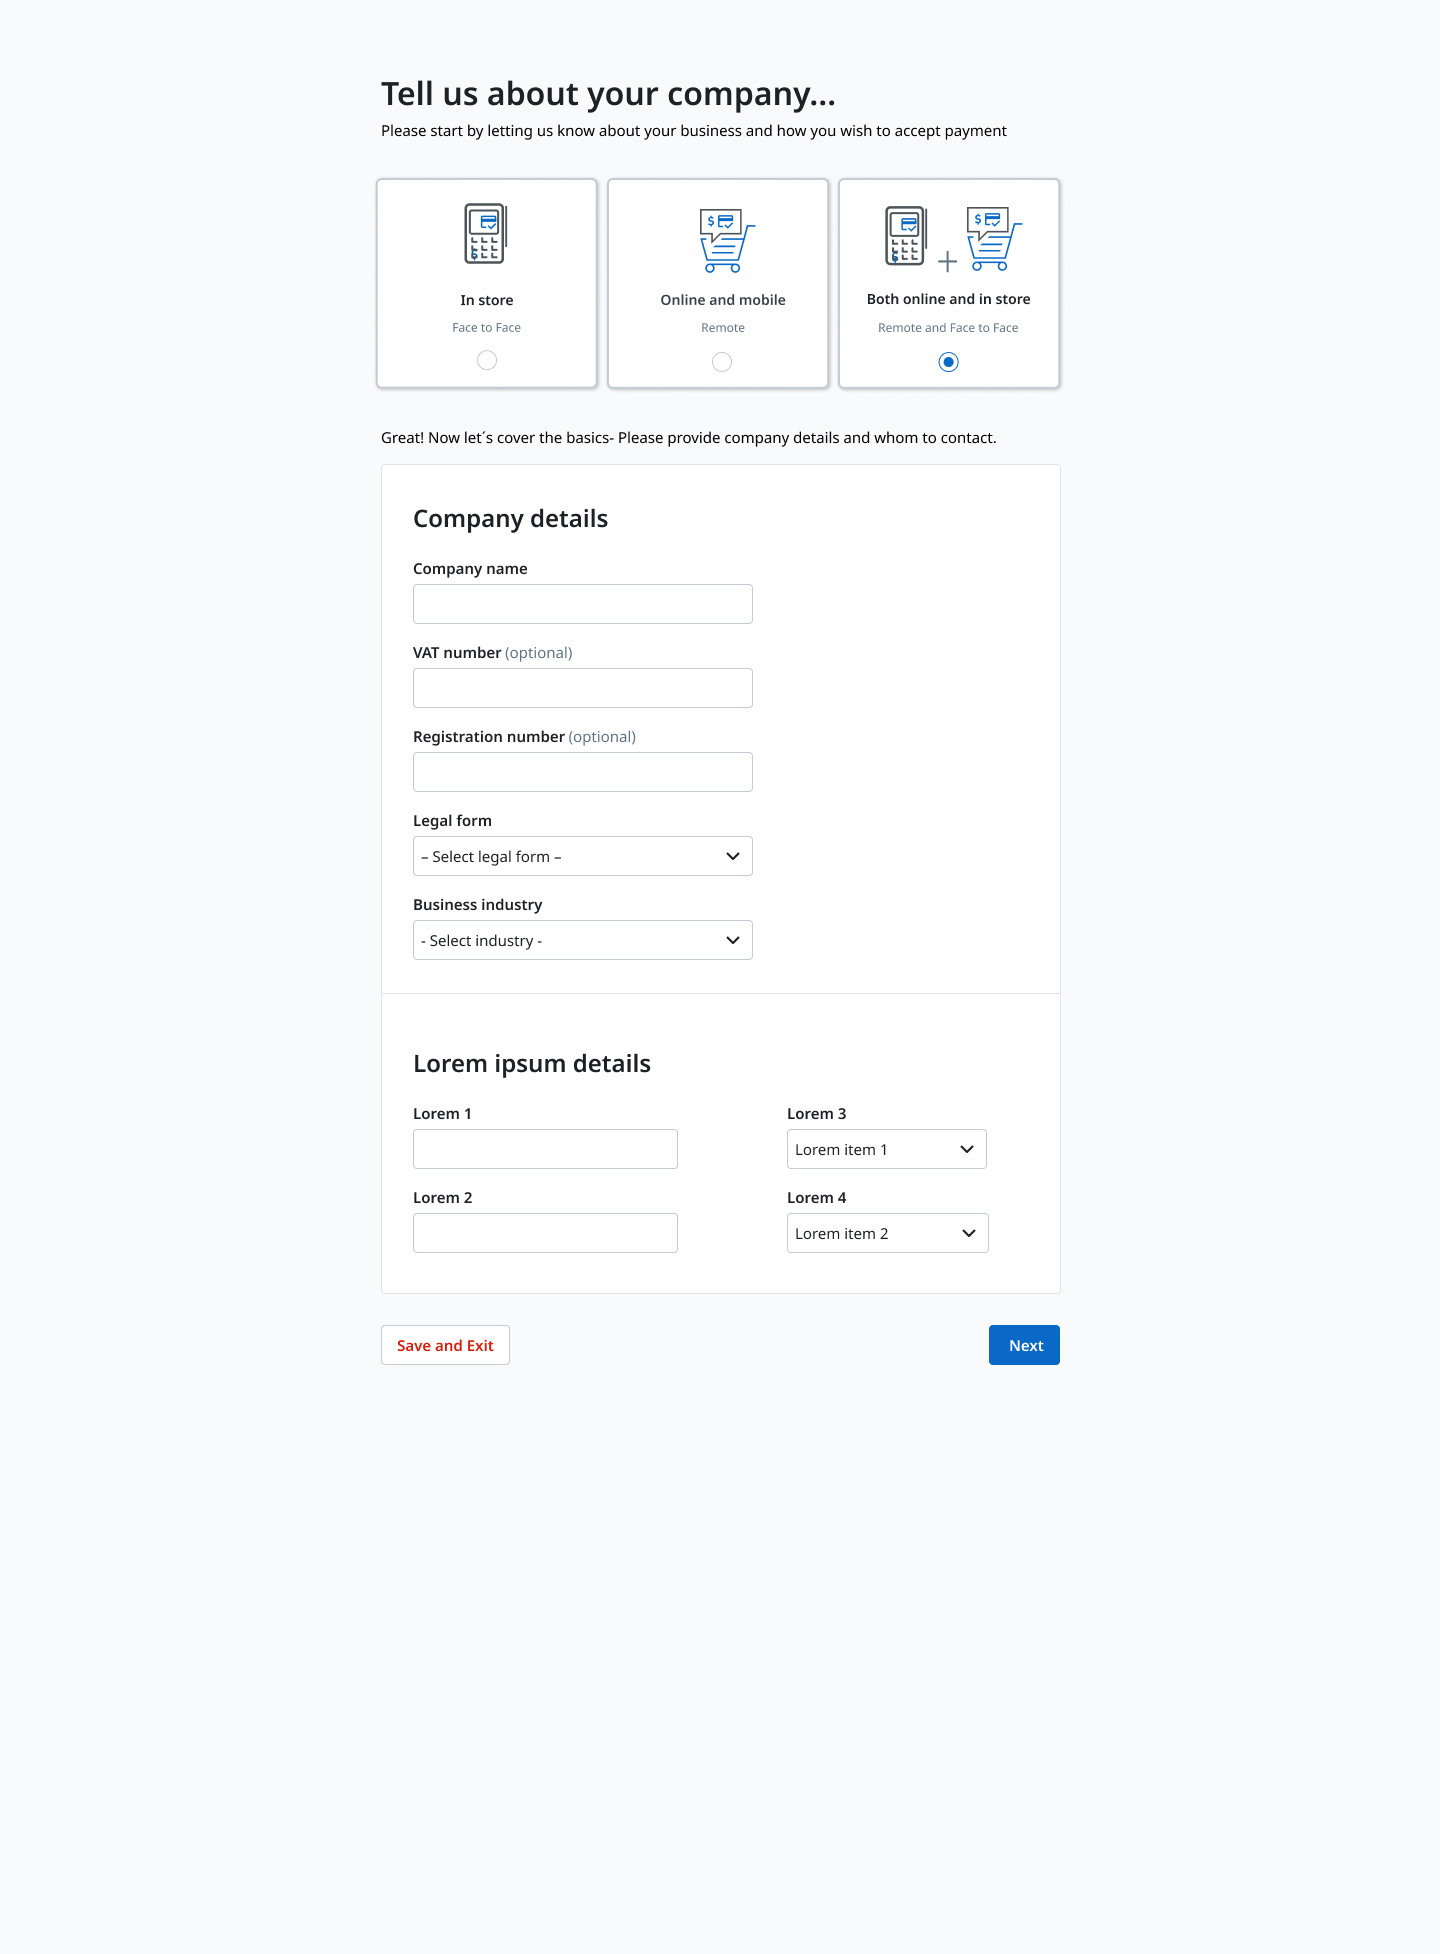 Tell us about your company...
Please start by letting us know about your business and how you wish to accept payment
In store
Face to Face
Online and mobile
Remote
Both online and in store
Remote and Face to Face
Great! Now let´s cover the basics- Please provide company details and whom to contact.
Company details
Company name
VAT number (optional)
Registration number (optional)
Legal form
– Select legal form –
Business industry
- Select industry -
Lorem ipsum details
Lorem 1
Lorem 3
Lorem item 1
Lorem 2
Lorem 4
Lorem item 2
Save and Exit
Next